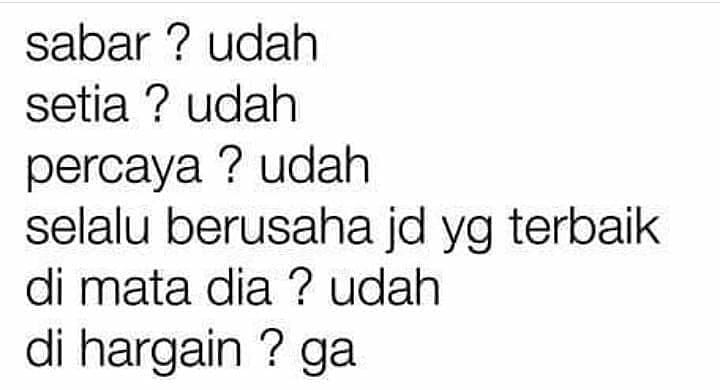 sabar ? udah
setia ? udah
percaya ? udah
selalu berusaha jd yg terbaik
di mata dia ? udah
di hargain ? ga